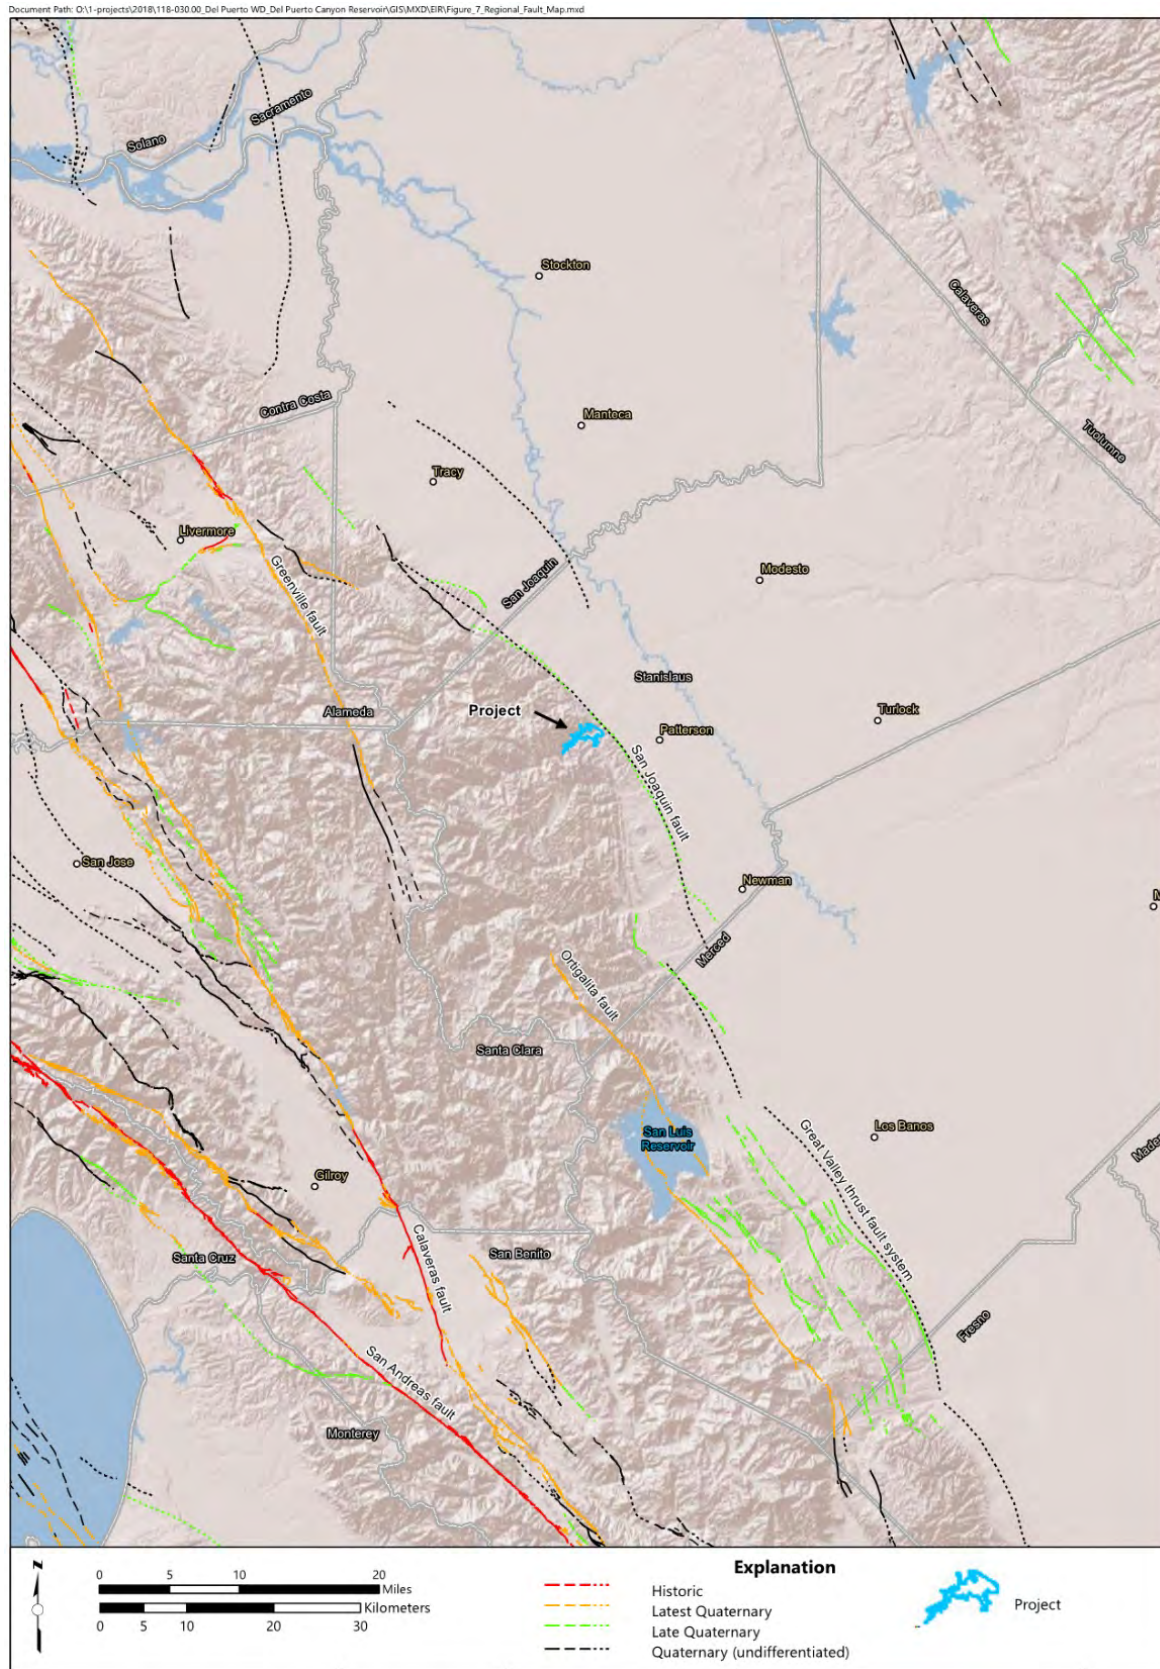 Document Path: O:\1-projects\2018\118-030.00_Del Puerto WD_Del Puerto Canyon Reservoir\GIS\MXD\EIR\Figure_7_Regional_Fault_Map.mxd
Sacramento
Solano
Stockton
Calaveras
Contra Costa
Manteca
Tuolumne
Tracy
Livermore
Greenville fault
San Joaquin
Modesto
Stanislaus
Alameda
Project
Turlock
Patterson
San Joaquin fault
San Jose
Newman
M
Merced
Ortigalita fault
Santa Clara
Los Banos
San Luis
Reservoir
Great Valley thrust fault system
Made
Gilroy
Calaveras fault
San Benito
Santa Cruz
Fresno
San Andreas fault
Monterey
N
0 5 10 20
Miles
Kilometers
0 5 10 20 30
Explanation
Historic
Latest Quaternary
Late Quaternary
Quaternary (undifferentiated)
Project